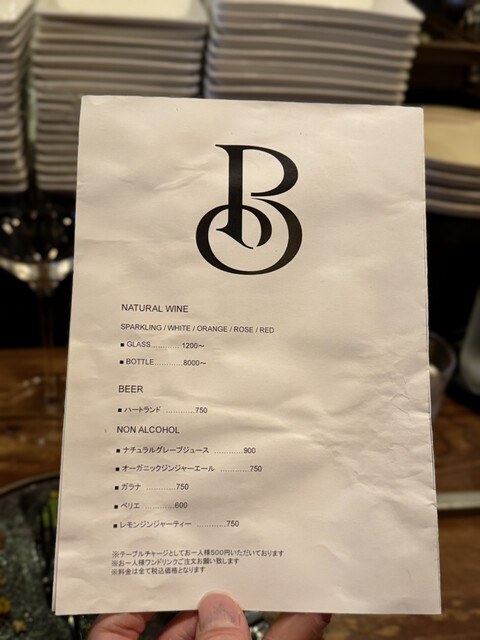 B
NATURAL WINE
SPARKLING / WHITE / ORANGE / ROSE / RED
■ GLASS………… 1200～
■ BOTTLE…………8000～
BEER
■ ハートランド …………750
NON ALCOHOL
■ ナチュラルグレープジュース …………900
■ オーガニックジンジャーエール …………750
■ ガラナ …………750
■ ペリエ …………600
■ レモンジンジャーティー …………750
※テーブルチャージとしてお一人様500円いただいております
※お一人様ワンドリンクご注文お願い致します
※料金は全て税込価格となります